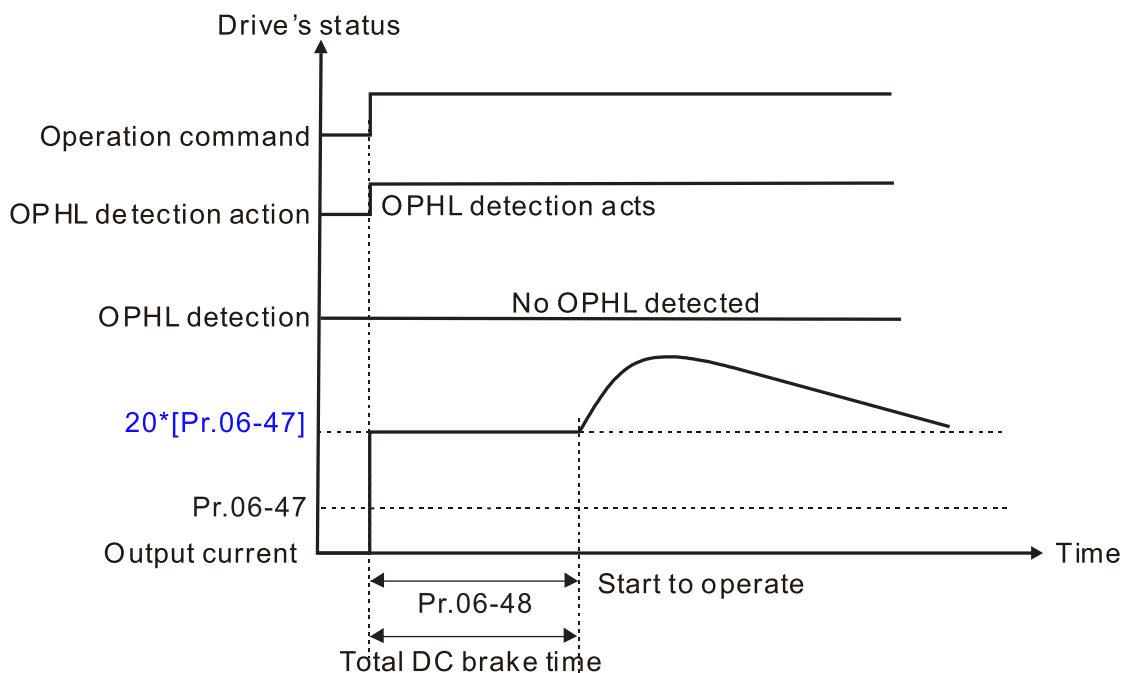 Drive's status
Operation command
OPHL detection action
OPHL detection acts
OPHL detection
No OPHL detected
20*[Pr.06-47]
Pr.06-47
Output current
Time
Start to operate
Pr.06-48
Total DC brake time